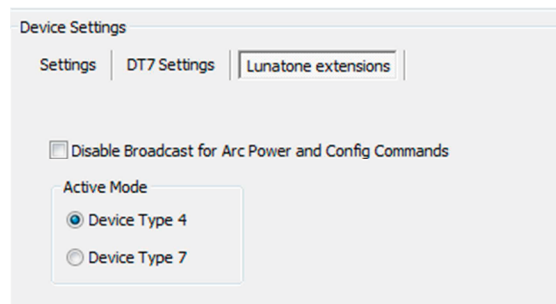 Device Settings
Settings DT7 Settings Lunatone extensions
Disable Broadcast for Arc Power and Config Commands
Active Mode
Device Type 4
Device Type 7